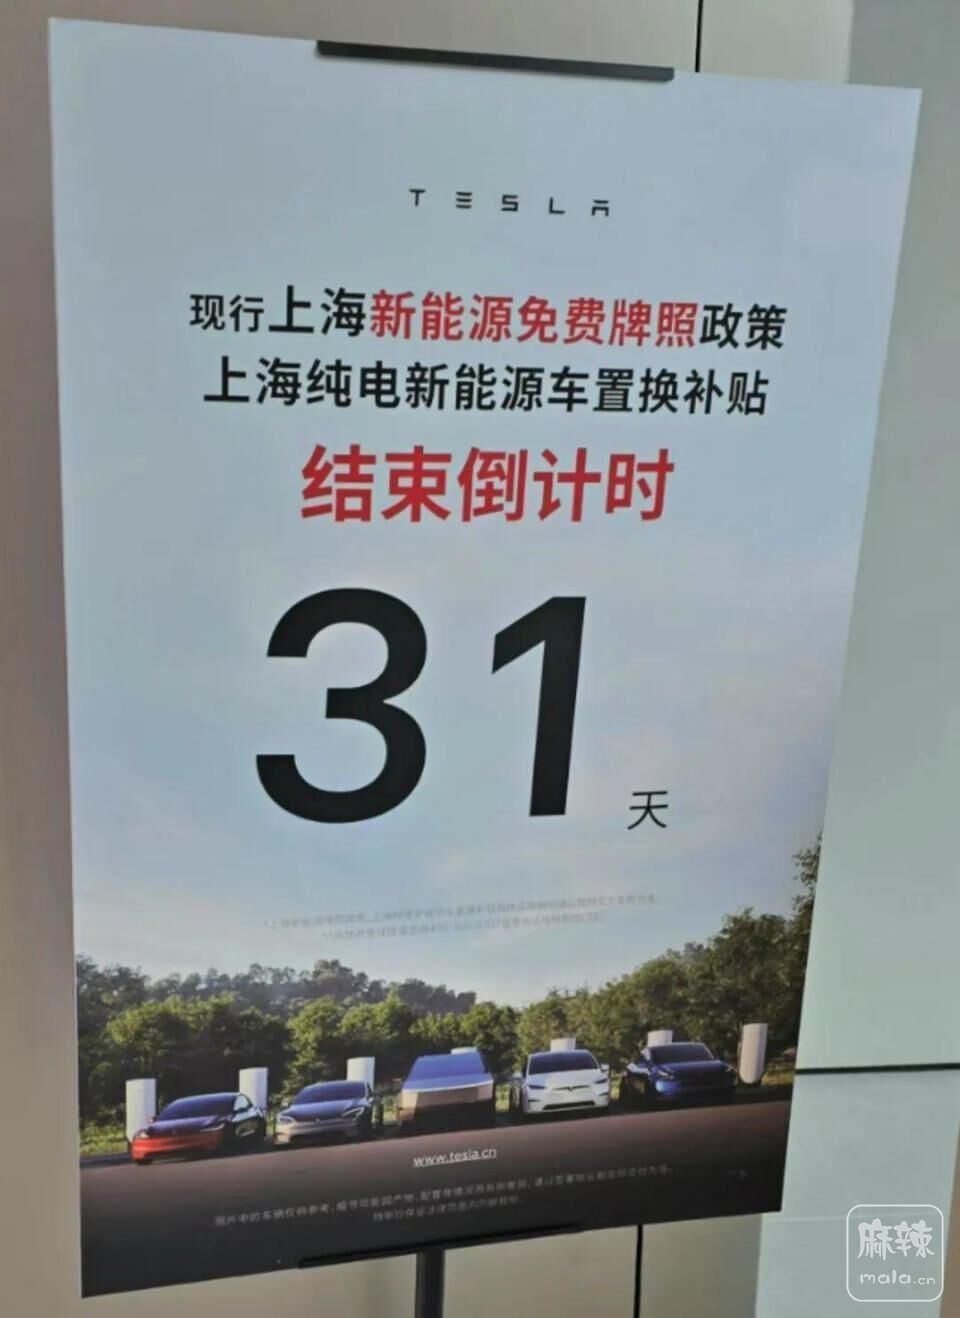 TESLA
现行上海新能源免费牌照政策
上海纯电新能源车置换补贴
结束倒计时
31
天
www.tesla.cn
麻辣
mala.cn